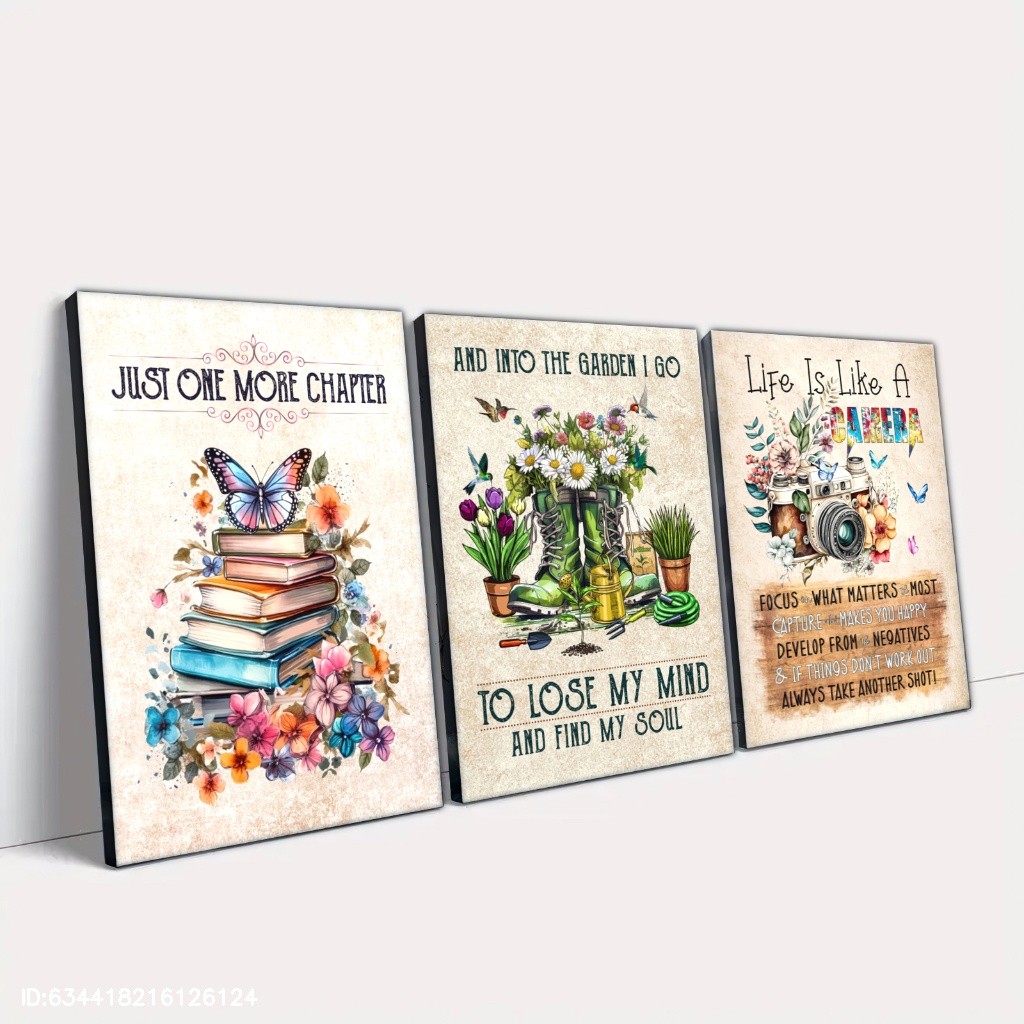 JUST ONE MORE CHAPTER
AND INTO THE GARDEN I GO
TO LOSE MY MIND
AND FIND MY SOUL
Life Is Like A
CAMERA
FOCUS on WHAT MATTERS MOST
CAPTURE MAKES YOU HAPPY
DEVELOP FROM NEGATIVES
& IF THINGS DON'T WORK OUT
ALWAYS TAKE ANOTHER SHOT!
ID:634418216126124